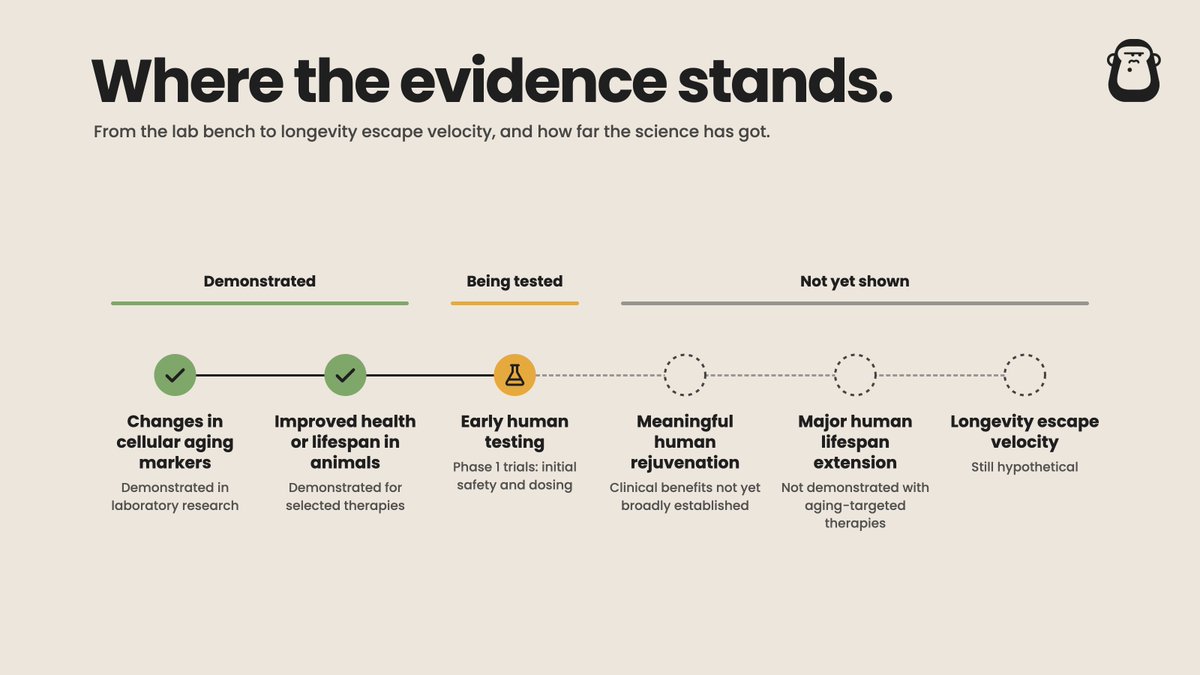 Where the evidence stands.
From the lab bench to longevity escape velocity, and how far the science has got.
Demonstrated
Being tested
Not yet shown
Changes in
cellular aging
markers
Demonstrated in
laboratory research
Improved health
or lifespan in
animals
Demonstrated for
selected therapies
Early human
testing
Phase 1 trials: initial
safety and dosing
Meaningful
human
rejuvenation
Clinical benefits not yet
broadly established
Major human
lifespan
extension
Not demonstrated with
aging-targeted
therapies
Longevity escape
velocity
Still hypothetical